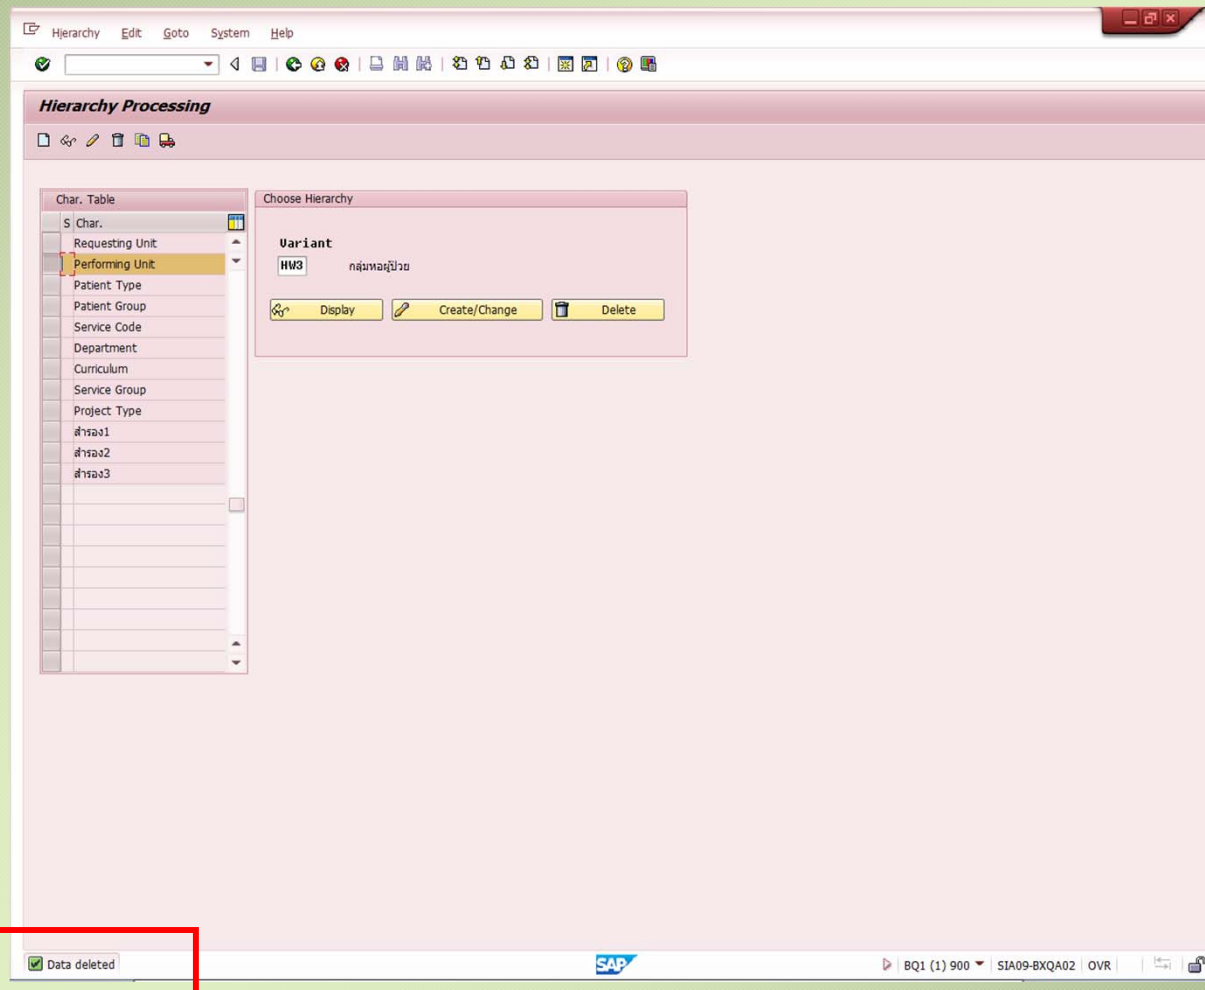 Hierarchy Edit Goto System Help
Hierarchy Processing
Char. Table
S Char.
Requesting Unit
Performing Unit
Patient Type
Patient Group
Service Code
Department
Curriculum
Service Group
Project Type
สำรอง1
สำรอง2
สำรอง3
Choose Hierarchy
Variant
HW3 กลุ่มหอผู้ป่วย
Display Create/Change Delete
Data deleted
SAP
BQ1 (1) 900 SIA09-BXQA02 OVR